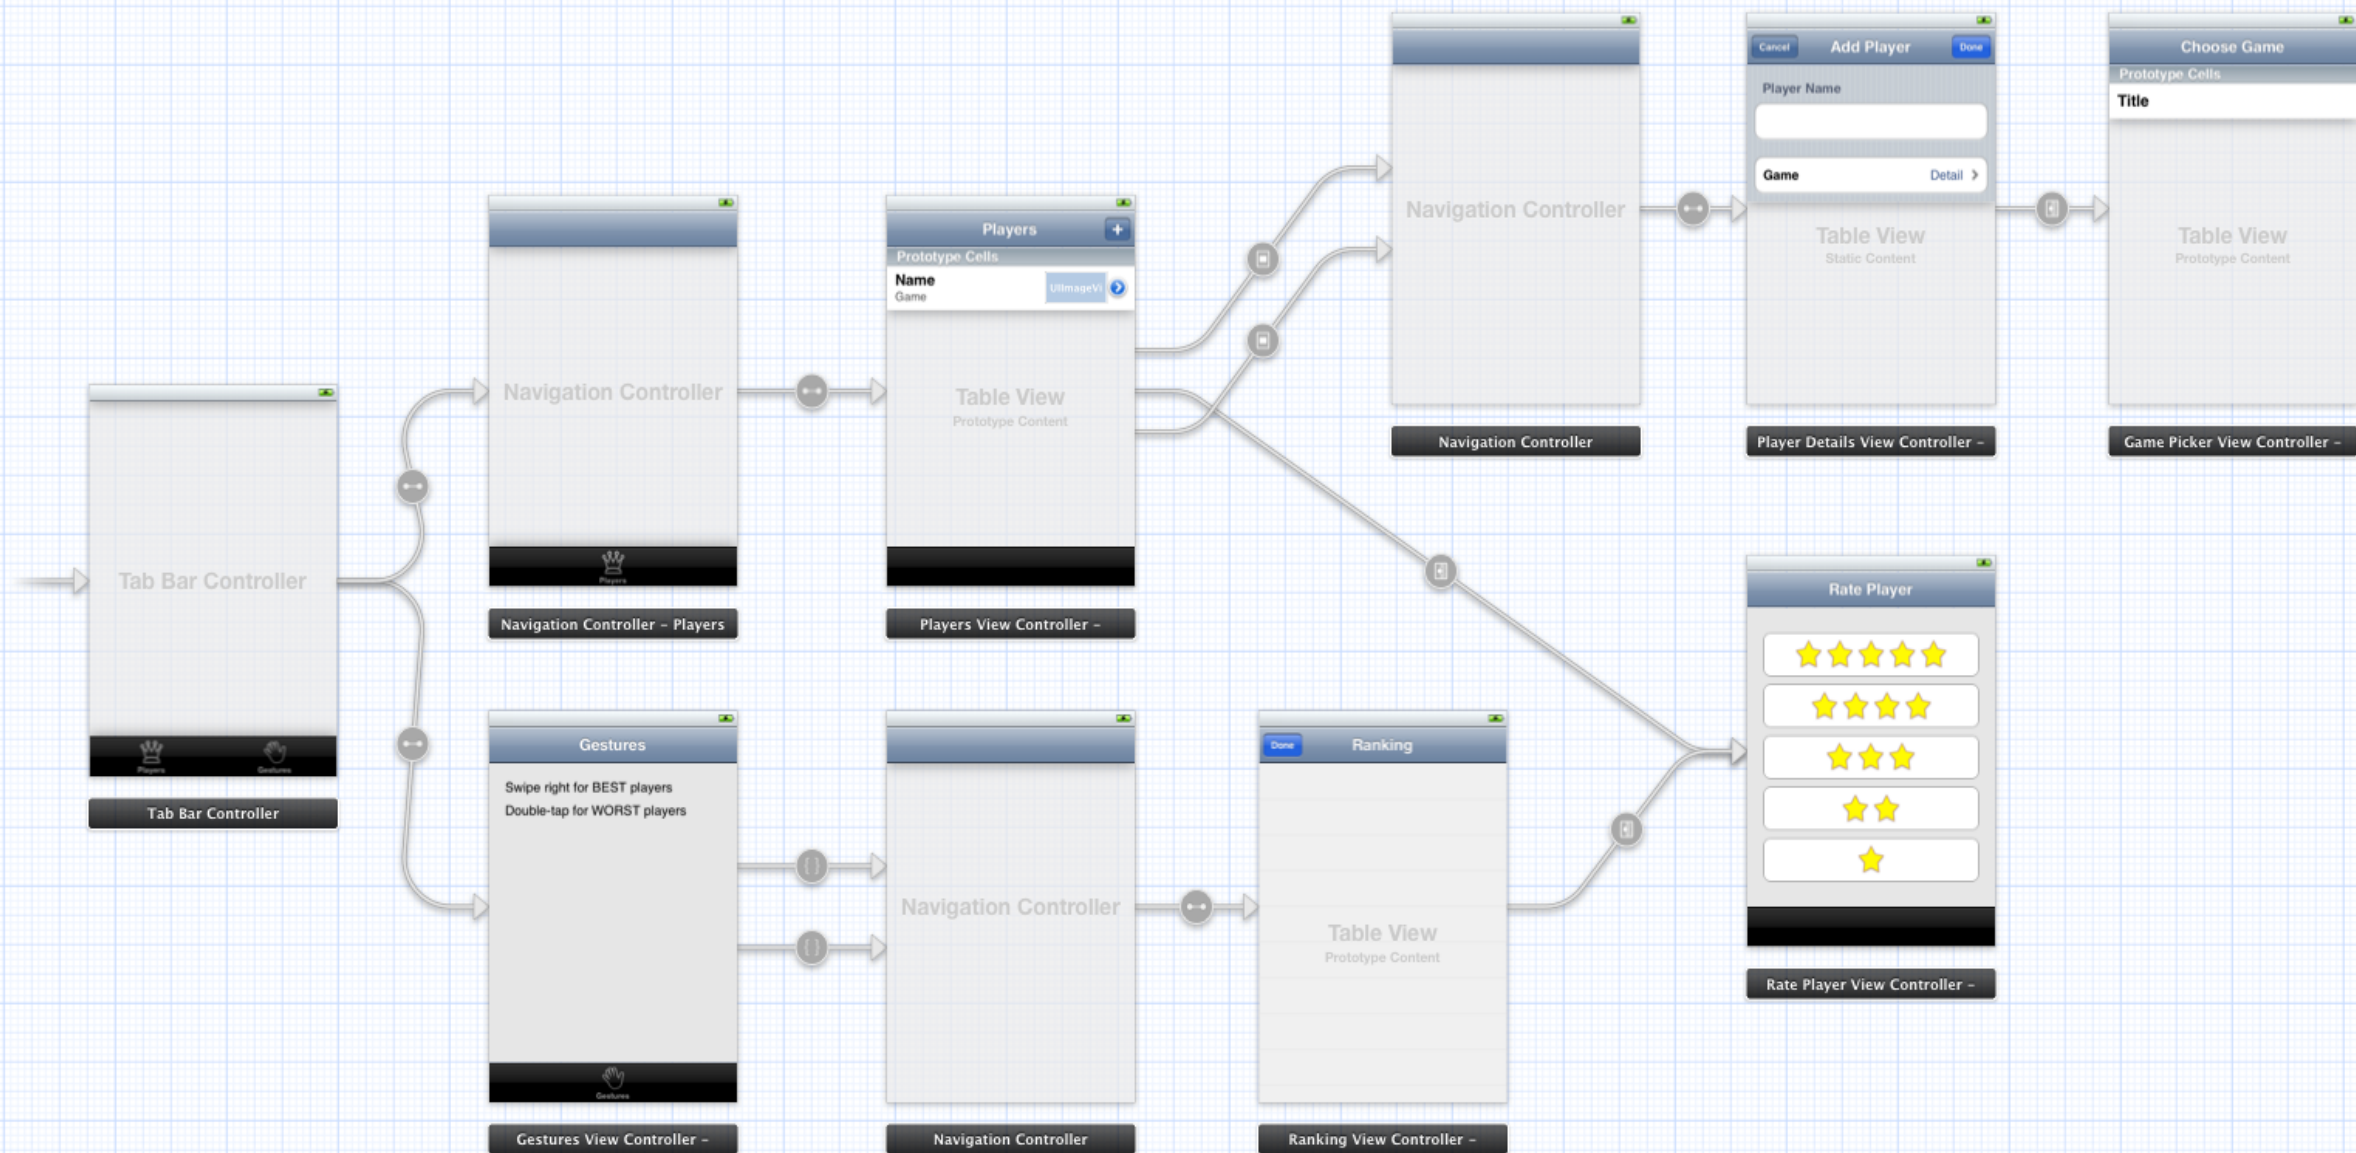 Tab Bar Controller
Players
Gestures
Tab Bar Controller
Navigation Controller
Players
Navigation Controller – Players
Players
+
Prototype Cells
Name
Game
UIImageVi
Table View
Prototype Content
Players View Controller –
Navigation Controller
Navigation Controller
Cancel
Add Player
Done
Player Name
Game
Detail
Table View
Static Content
Player Details View Controller –
Choose Game
Prototype Cells
Title
Table View
Prototype Content
Game Picker View Controller –
Gestures
Swipe right for BEST players
Double-tap for WORST players
Gestures
Gestures View Controller –
{ }
{ }
Navigation Controller
Navigation Controller
Done
Ranking
Table View
Prototype Content
Ranking View Controller –
Rate Player
Rate Player View Controller –